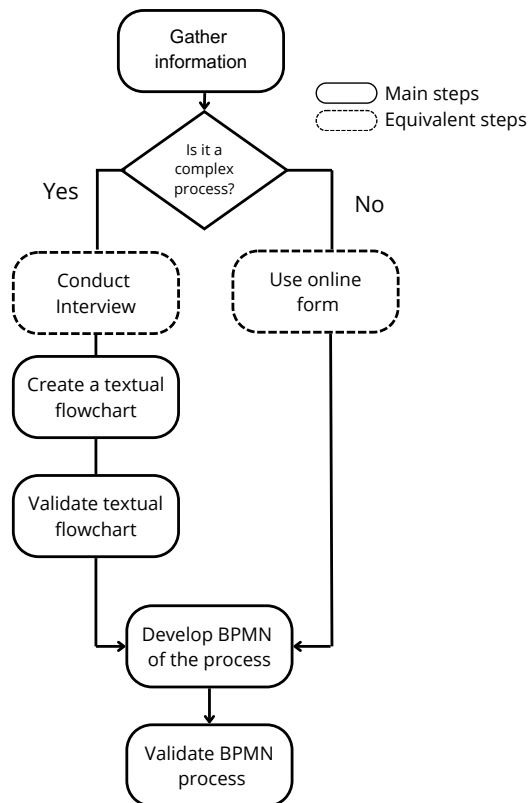 Gather
information
Main steps
Equivalent steps
Is it a
complex
process?
Yes
No
Conduct
Interview
Use online
form
Create a textual
flowchart
Validate textual
flowchart
Develop BPMN
of the process
Validate BPMN
process